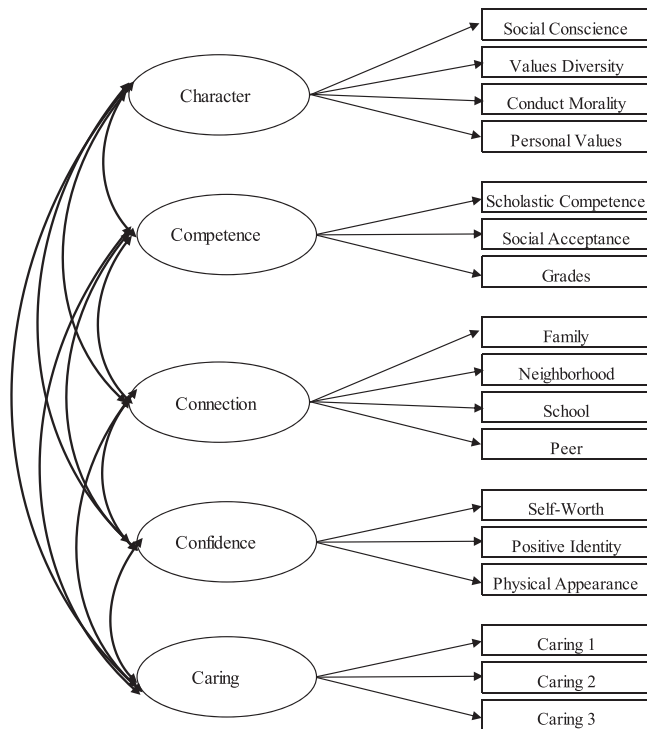 Character
Social Conscience
Values Diversity
Conduct Morality
Personal Values
Competence
Scholastic Competence
Social Acceptance
Grades
Connection
Family
Neighborhood
School
Peer
Confidence
Self-Worth
Positive Identity
Physical Appearance
Caring
Caring 1
Caring 2
Caring 3